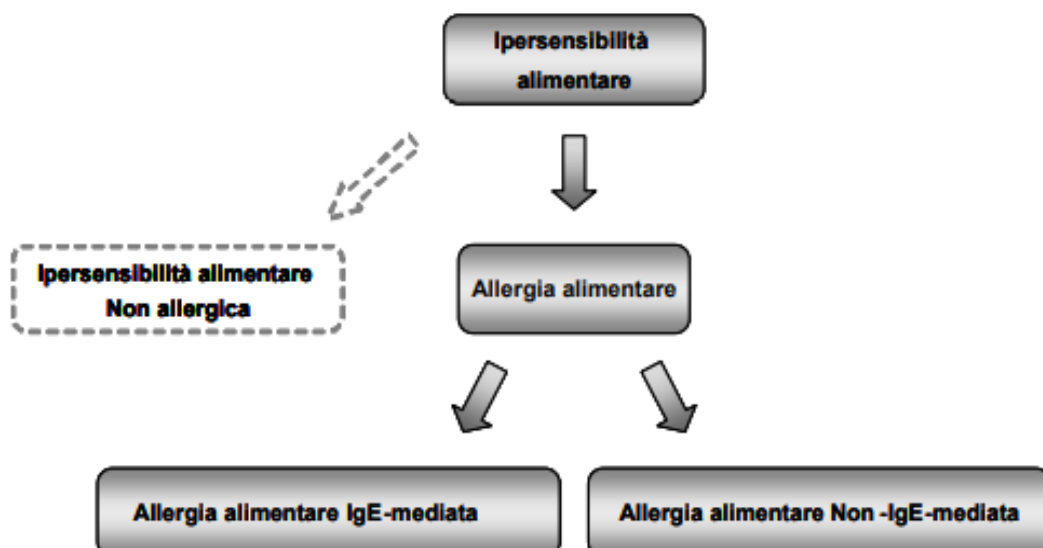 Ipersensibilità
alimentare
Ipersensibilità alimentare
Non allergica
Allergia alimentare
Allergia alimentare IgE-mediata
Allergia alimentare Non -IgE-mediata